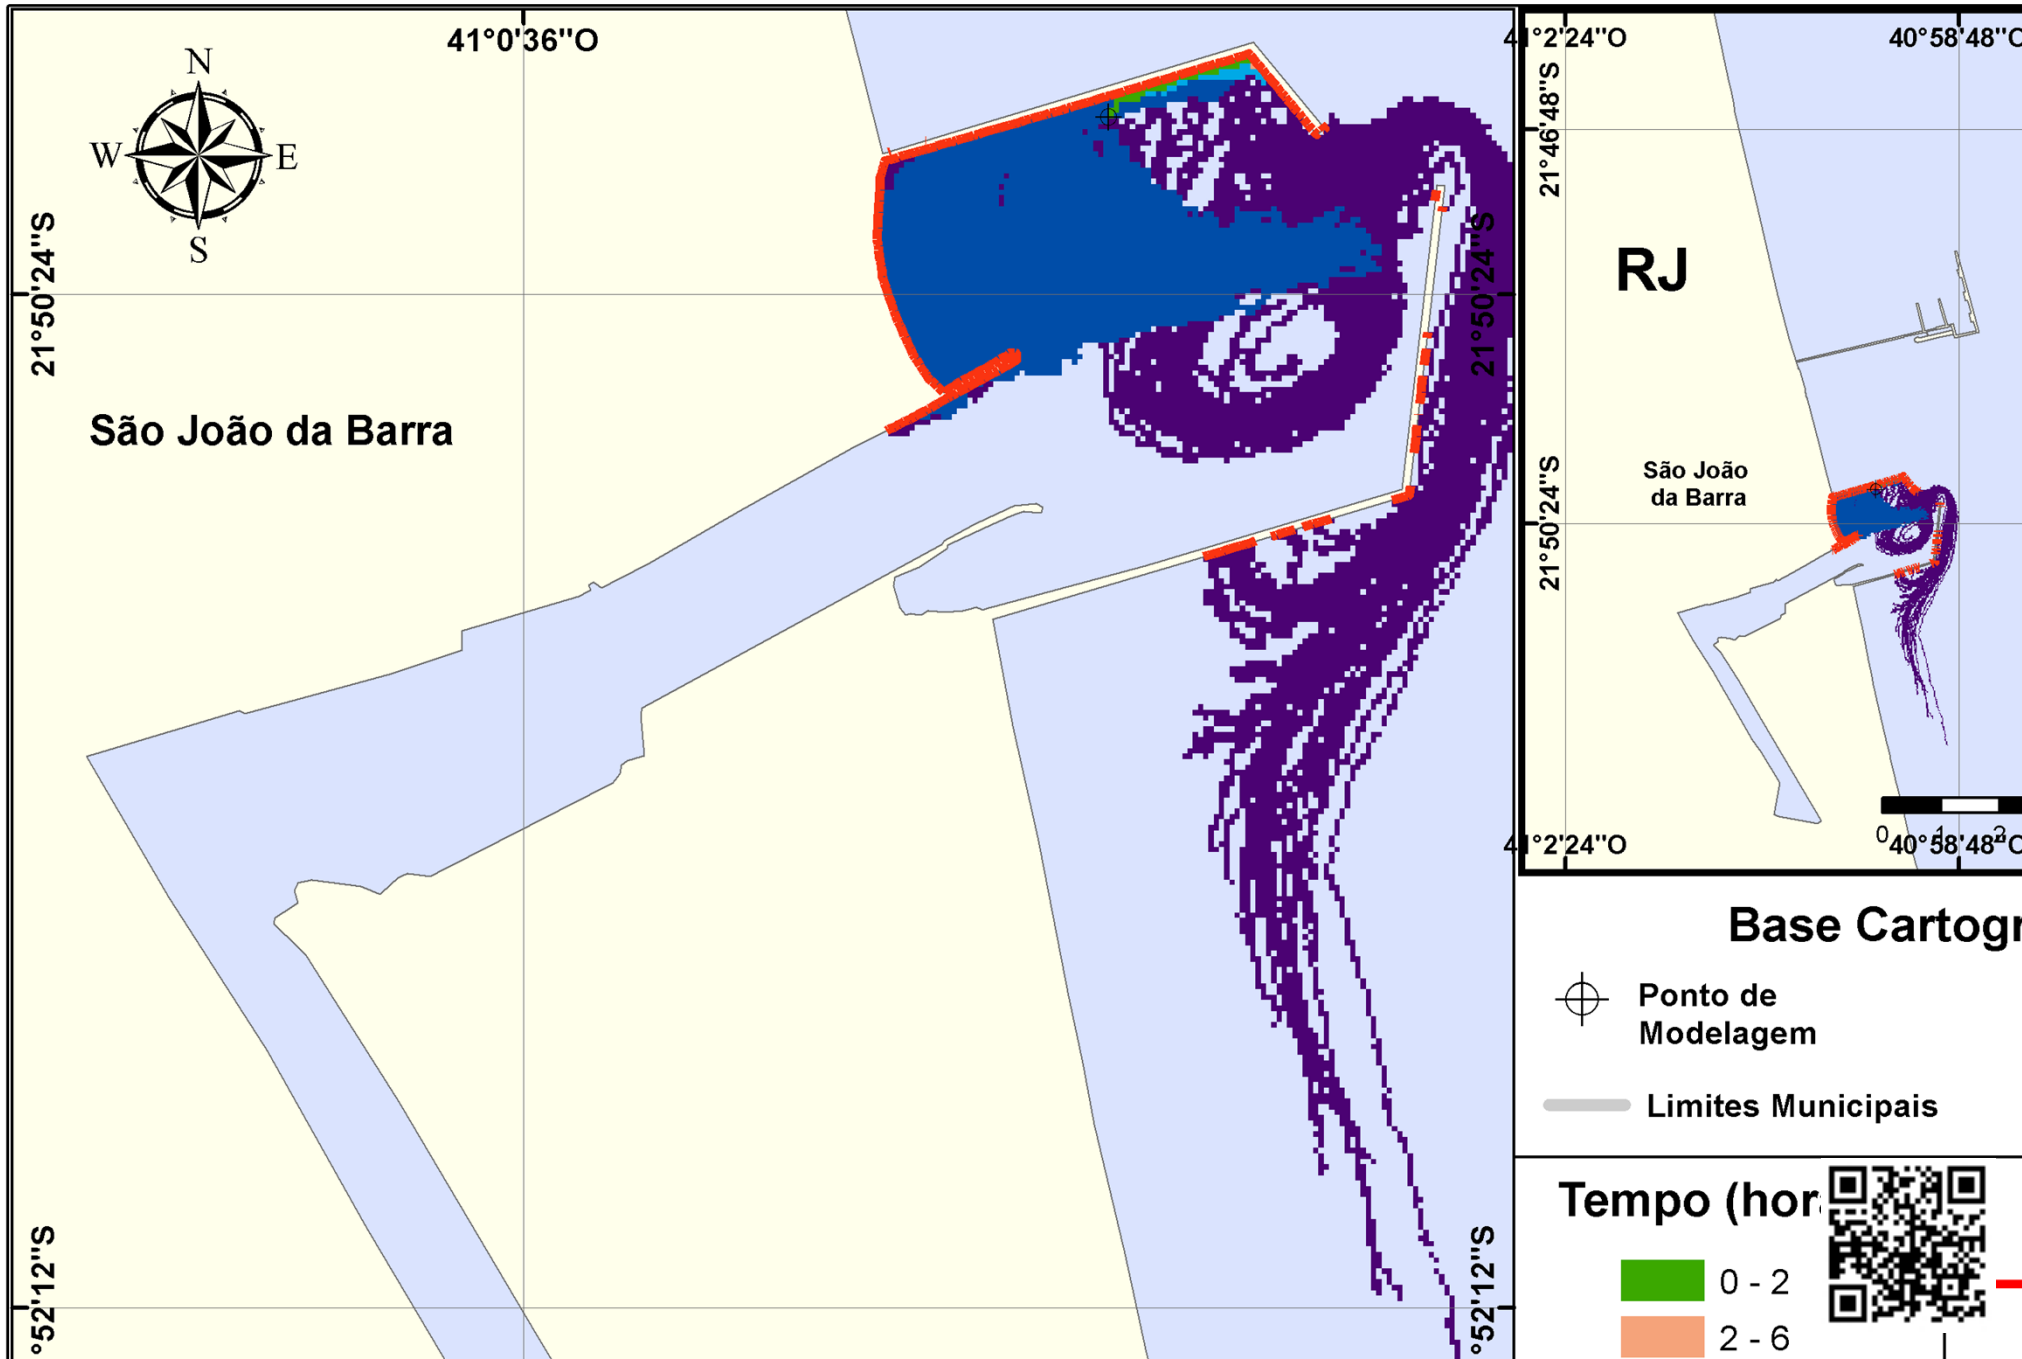 41°0'36"O
N
W
E
S
21°50'24"S
21°50'24"S
São João da Barra
°52'12"S
°52'12"S
41°2'24"O
40°58'48"O
21°46'48"S
RJ
São João
da Barra
21°50'24"S
0
41°2'24"O
40°58'48"O
Base Cartogr
Ponto de
Modelagem
Limites Municipais
Tempo (hor
0 - 2
2 - 6